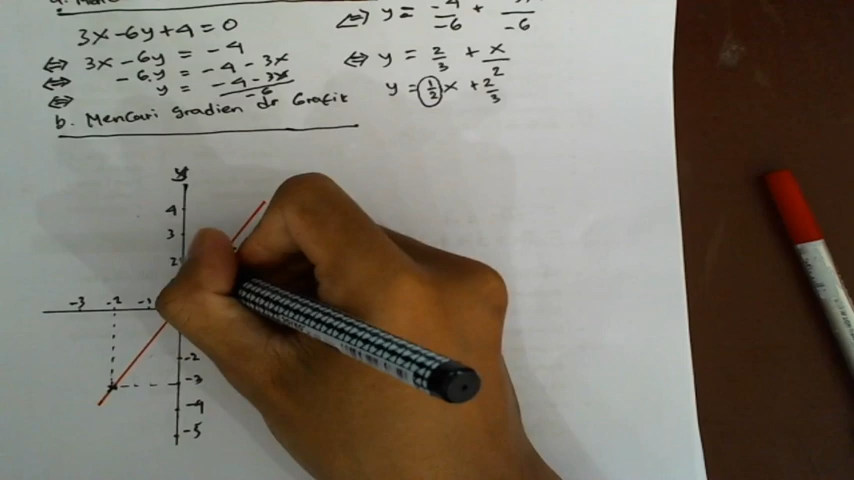 3x - 6y + 4 = 0
⇔ 3x - 6y = -4
⇔ -6y = -4 - 3x
⇔ y = (-4 - 3x)/-6
⇔ y = -4/-6 + /-6
⇔ y = 2/3 + x/2
y = 1/2 x + 2/3
b. Mencari gradien dr Grafik
y
4
3
2
-3 -2 -1
-2
-3
-4
-5